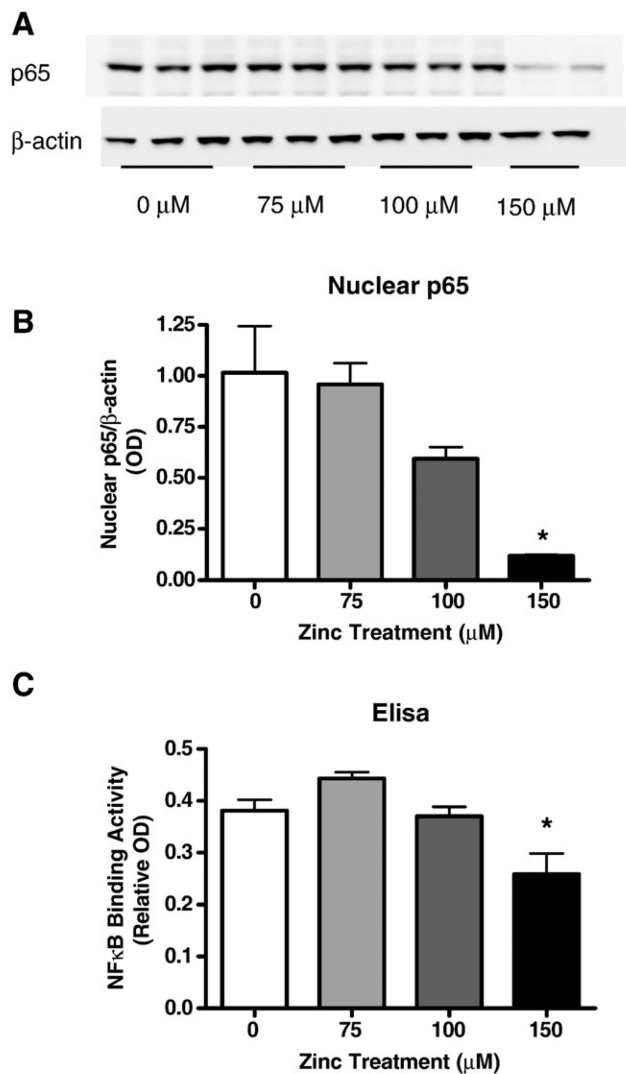 A
p65
β-actin
0 μM 75 μM 100 μM 150 μM
B
Nuclear p65
Nuclear p65/β-actin
(OD)
1.25
1.00
0.75
0.50
0.25
0.00
*
0 75 100 150
Zinc Treatment (μM)
C
Elisa
NFκB Binding Activity
(Relative OD)
0.5
0.4
0.3
0.2
0.1
0.0
*
0 75 100 150
Zinc Treatment (μM)